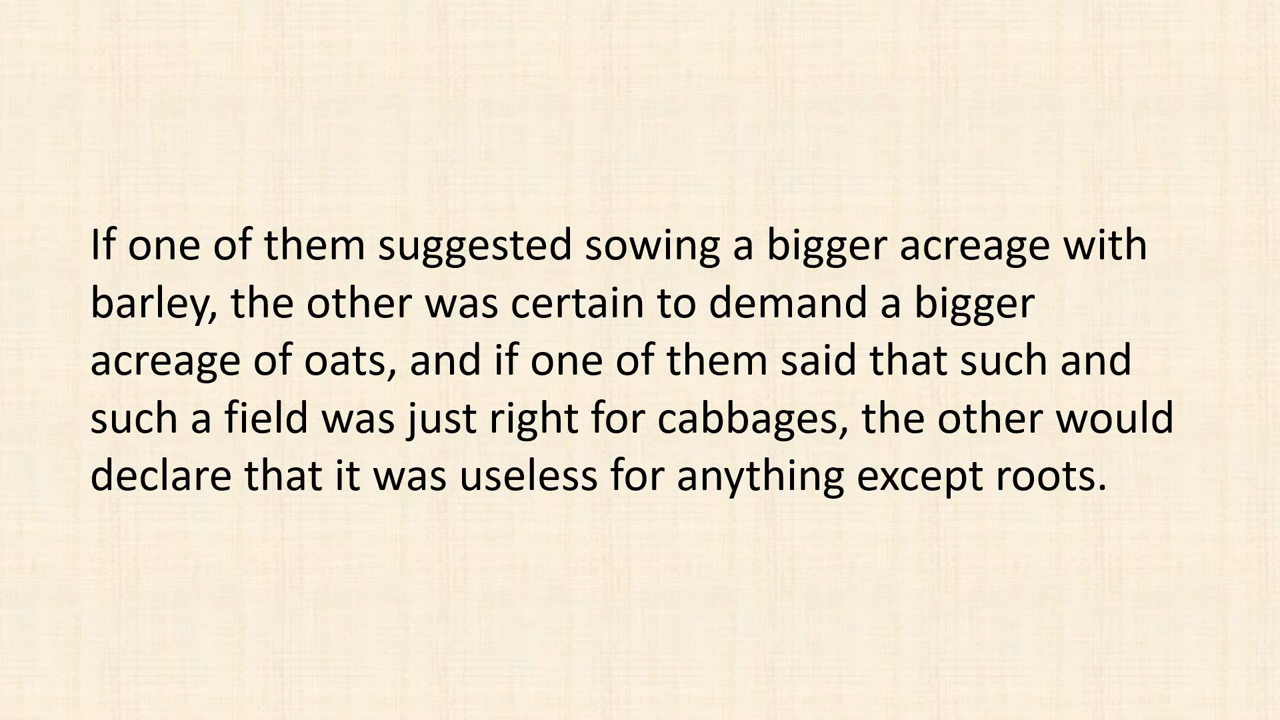 If one of them suggested sowing a bigger acreage with
barley, the other was certain to demand a bigger
acreage of oats, and if one of them said that such and
such a field was just right for cabbages, the other would
declare that it was useless for anything except roots.